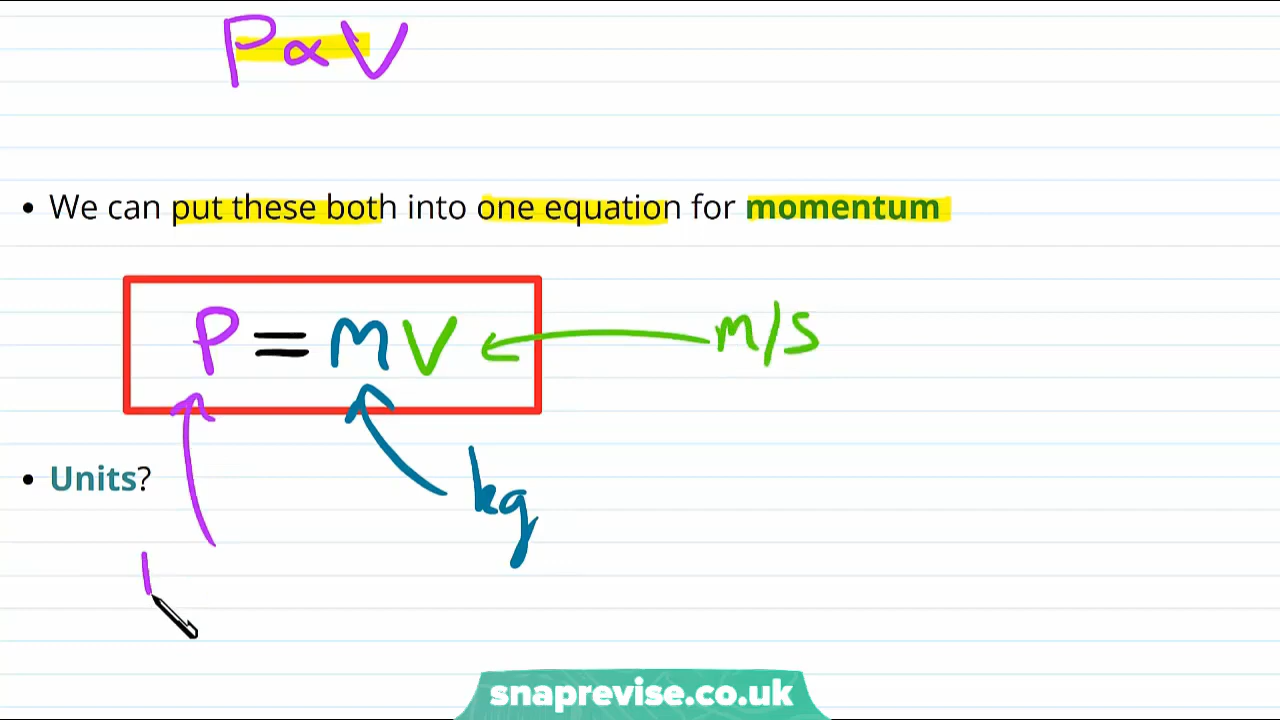 P∝V
• We can put these both into one equation for momentum
P = mV
m/s
• Units?
kg
snaprevise.co.uk